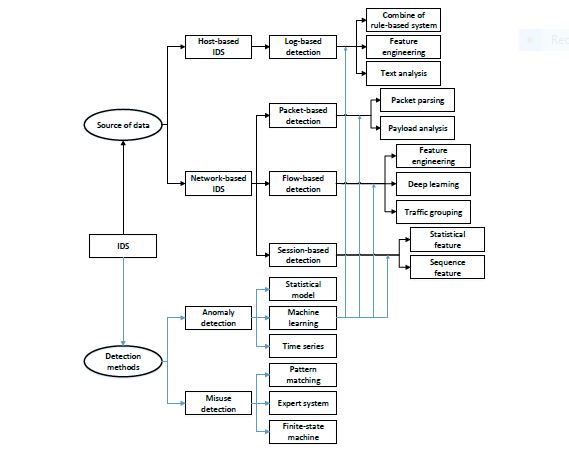 Combine of
rule-based system
Host-based
IDS
Log-based
detection
Feature
engineering
Text analysis
Packet-based
detection
Packet parsing
Source of data
Payload analysis
Feature
engineering
Network-based
IDS
Flow-based
detection
Deep learning
Traffic grouping
IDS
Session-based
detection
Statistical
feature
Sequence
feature
Statistical
model
Anomaly
detection
Machine
learning
Time series
Detection
methods
Pattern
matching
Misuse
detection
Expert system
Finite-state
machine